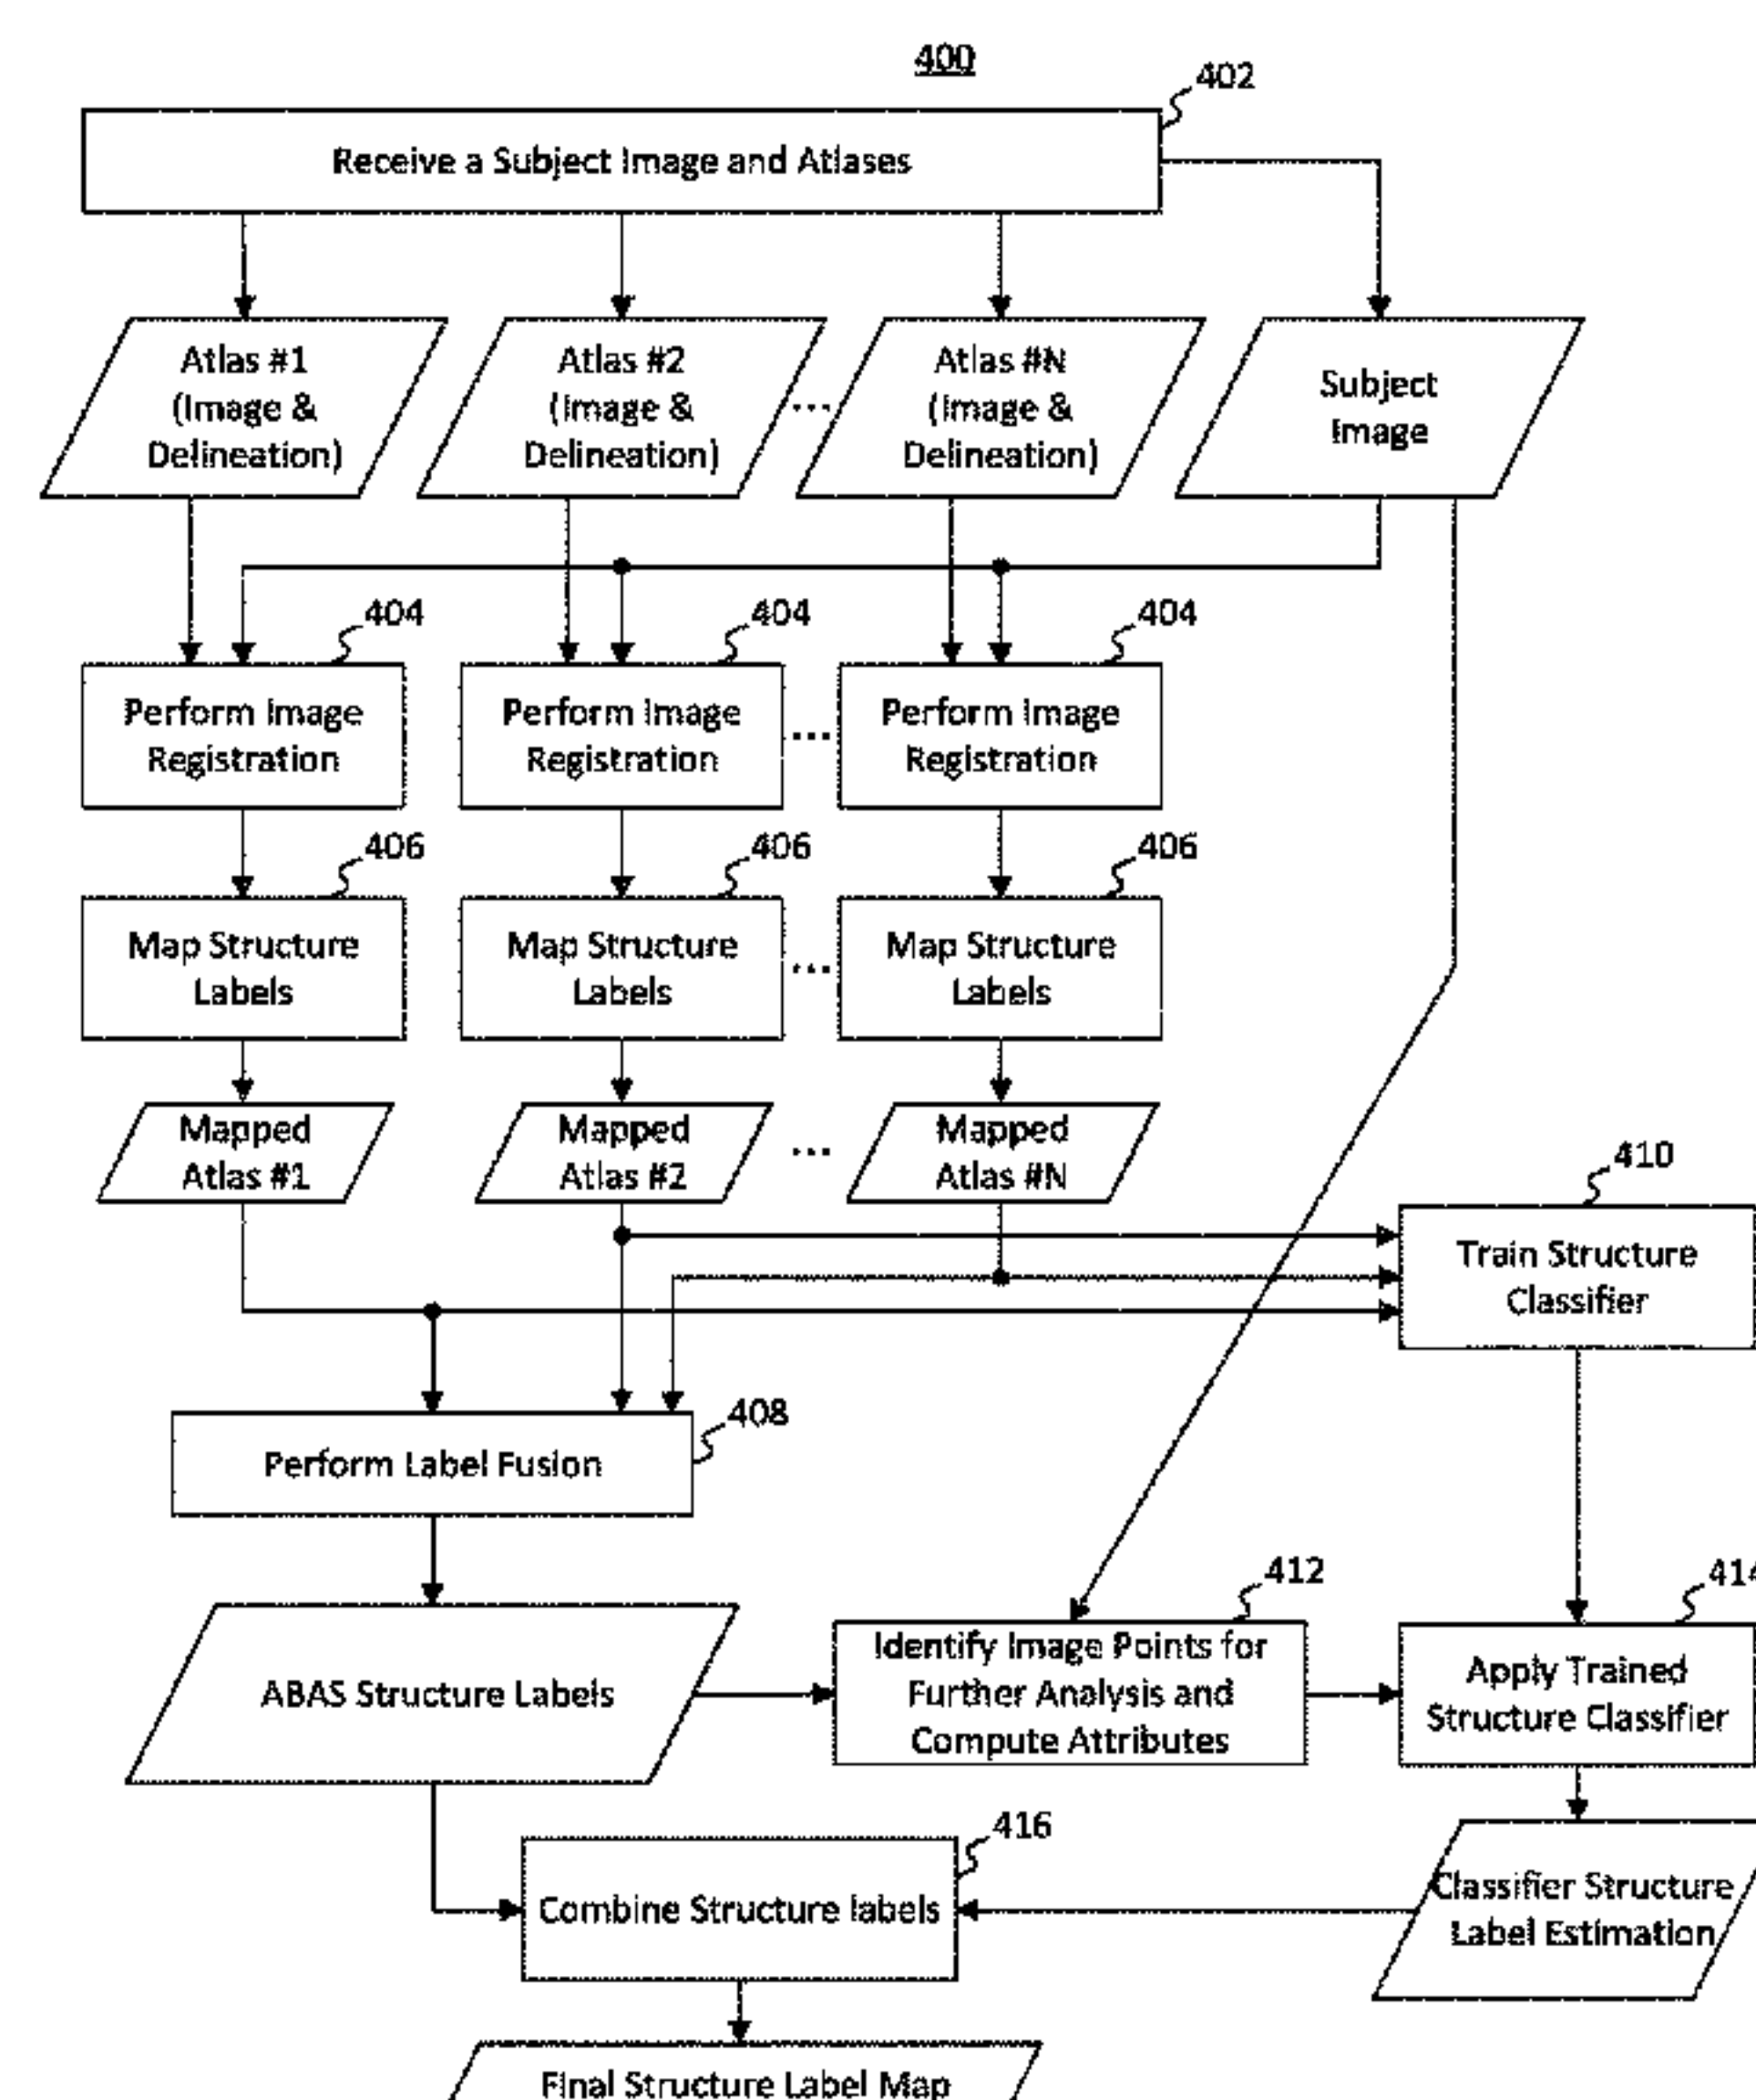 400
402
Receive a Subject Image and Atlases
Atlas #1
(Image &
Delineation)
Atlas #2
(Image &
Delineation)
...
Atlas #N
(Image &
Delineation)
Subject
Image
404
404
404
Perform Image
Registration
Perform Image
Registration
...
Perform Image
Registration
406
406
406
Map Structure
Labels
Map Structure
Labels
...
Map Structure
Labels
Mapped
Atlas #1
Mapped
Atlas #2
...
Mapped
Atlas #N
410
Train Structure
Classifier
408
Perform Label Fusion
412
414
ABAS Structure Labels
Identify Image Points for
Further Analysis and
Compute Attributes
Apply Trained
Structure Classifier
416
Combine Structure labels
Classifier Structure
Label Estimation
Final Structure Label Map